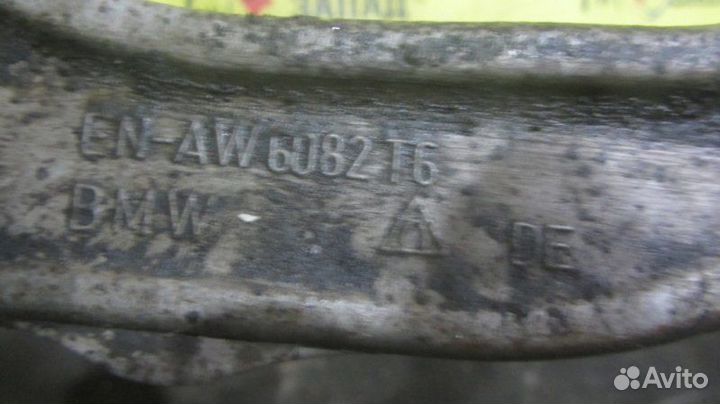 EN-AW 6082 T6
BMW DE
Avito